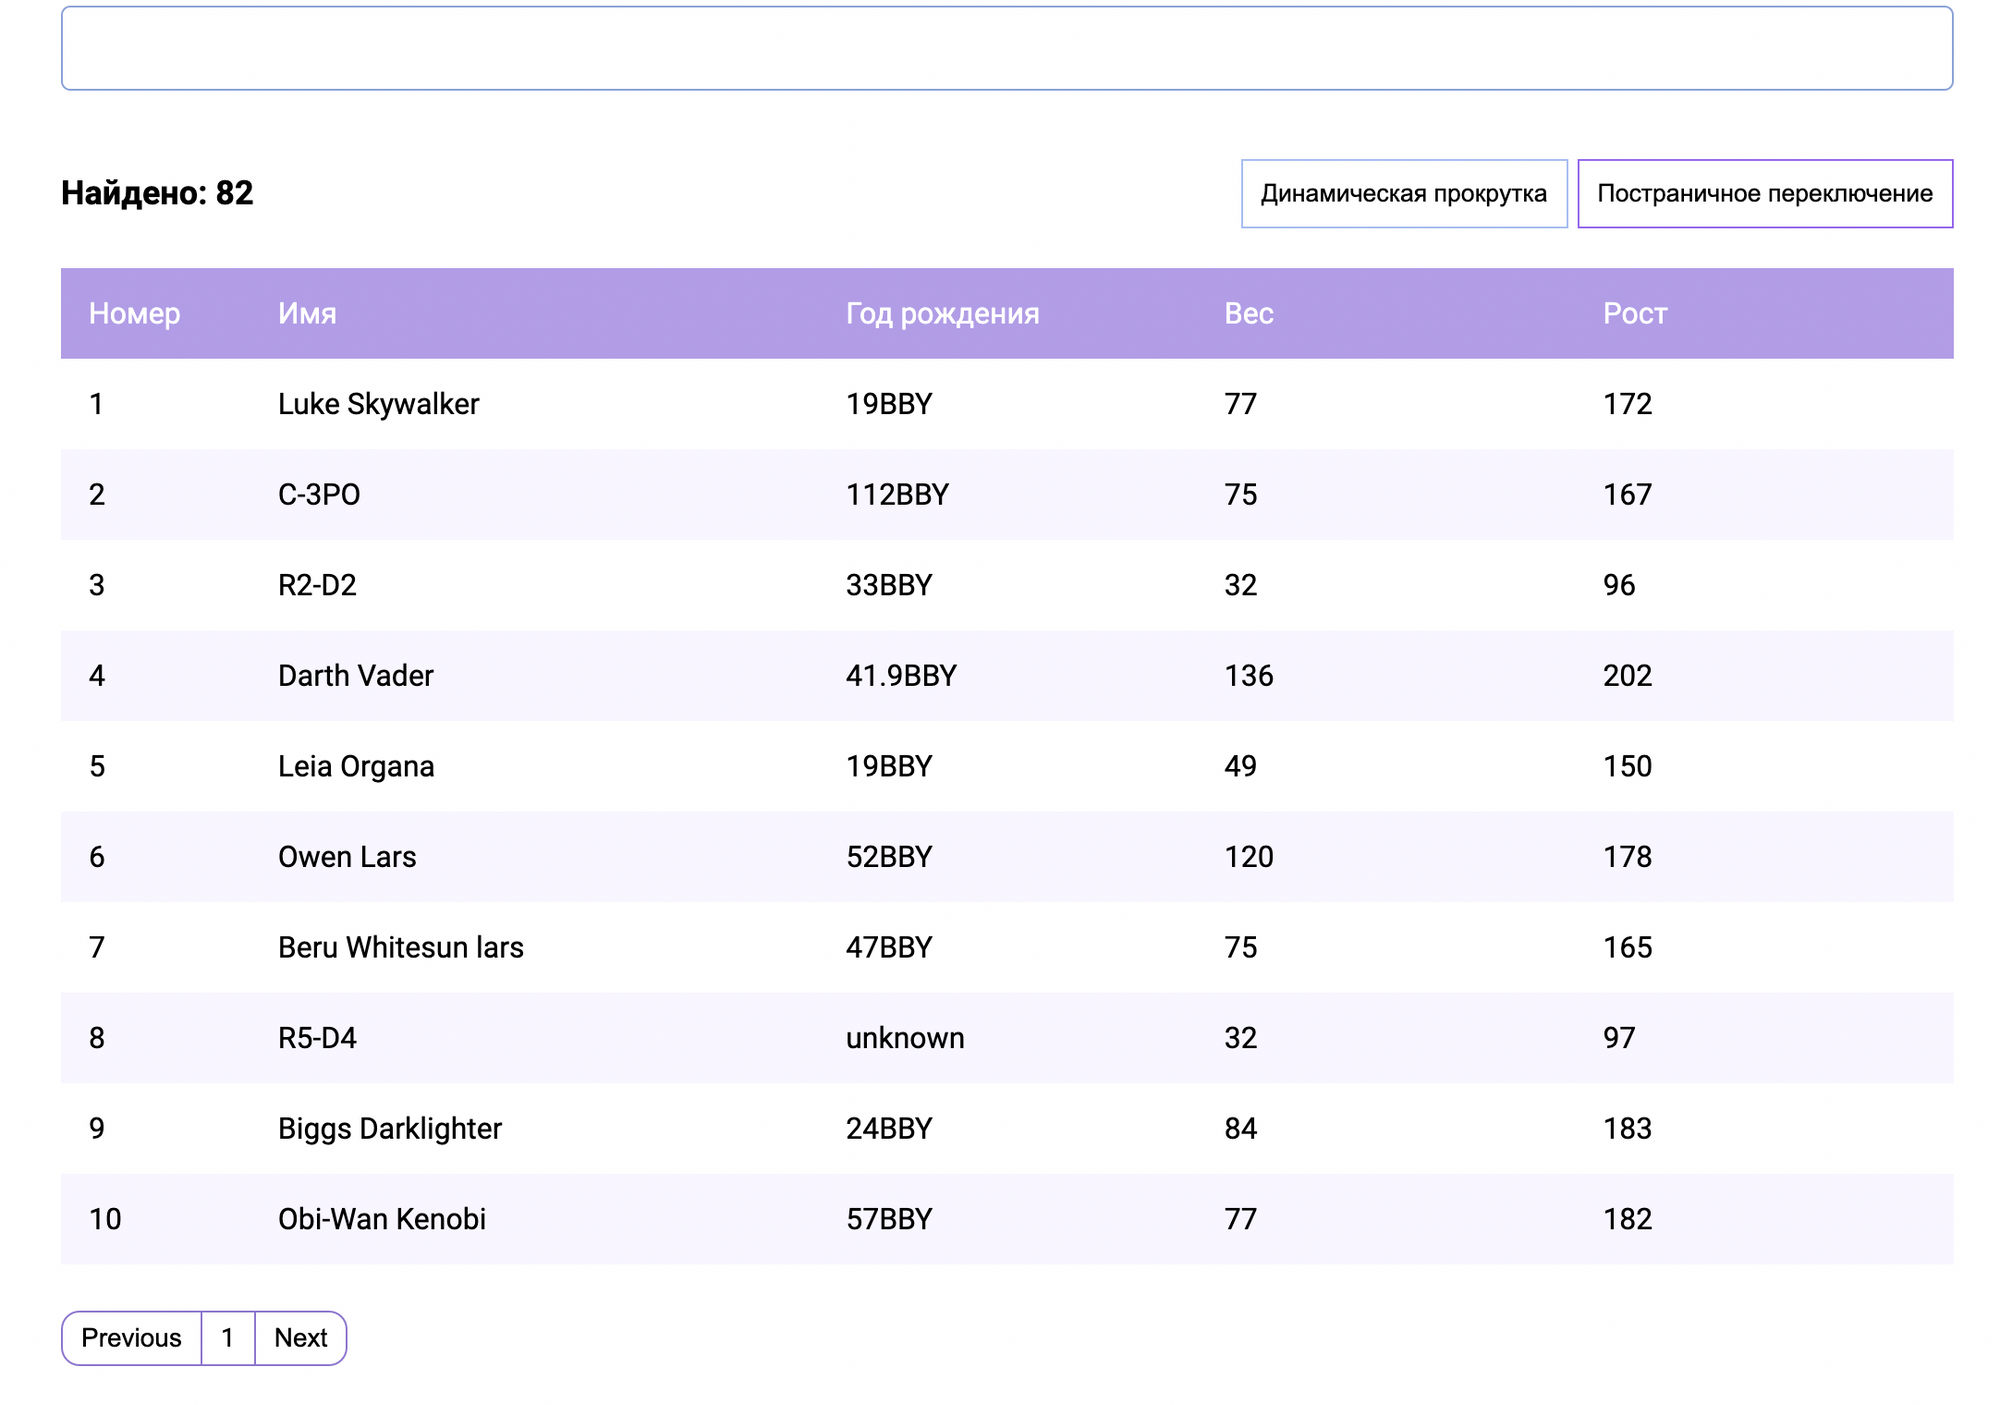 Найдено: 82 Динамическая прокрутка Постраничное переключение
Номер Имя Год рождения Вес Рост
1 Luke Skywalker 19BBY 77 172
2 C-3PO 112BBY 75 167
3 R2-D2 33BBY 32 96
4 Darth Vader 41.9BBY 136 202
5 Leia Organa 19BBY 49 150
6 Owen Lars 52BBY 120 178
7 Beru Whitesun lars 47BBY 75 165
8 R5-D4 unknown 32 97
9 Biggs Darklighter 24BBY 84 183
10 Obi-Wan Kenobi 57BBY 77 182
Previous 1 Next